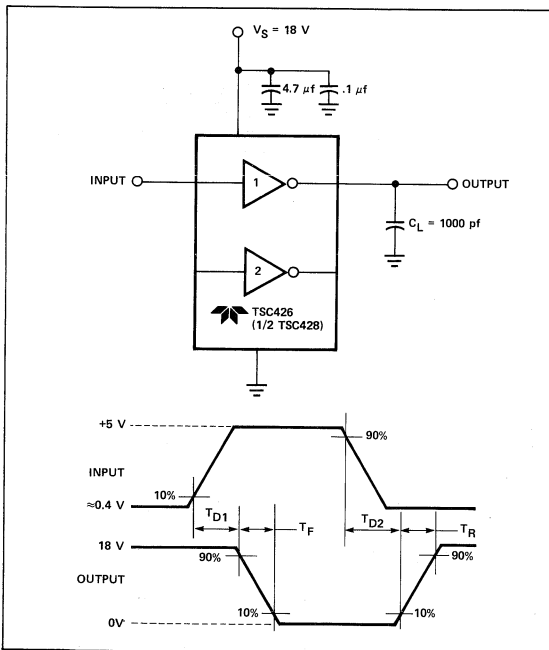 V_S = 18 V
4.7 µf .1 µf
INPUT
1
OUTPUT
C_L = 1000 pf
2
TSC426
(1/2 TSC428)
+5 V
90%
INPUT
10%
≈0.4 V
T_D1
T_F
T_D2
T_R
18 V
90%
90%
OUTPUT
10%
10%
0V